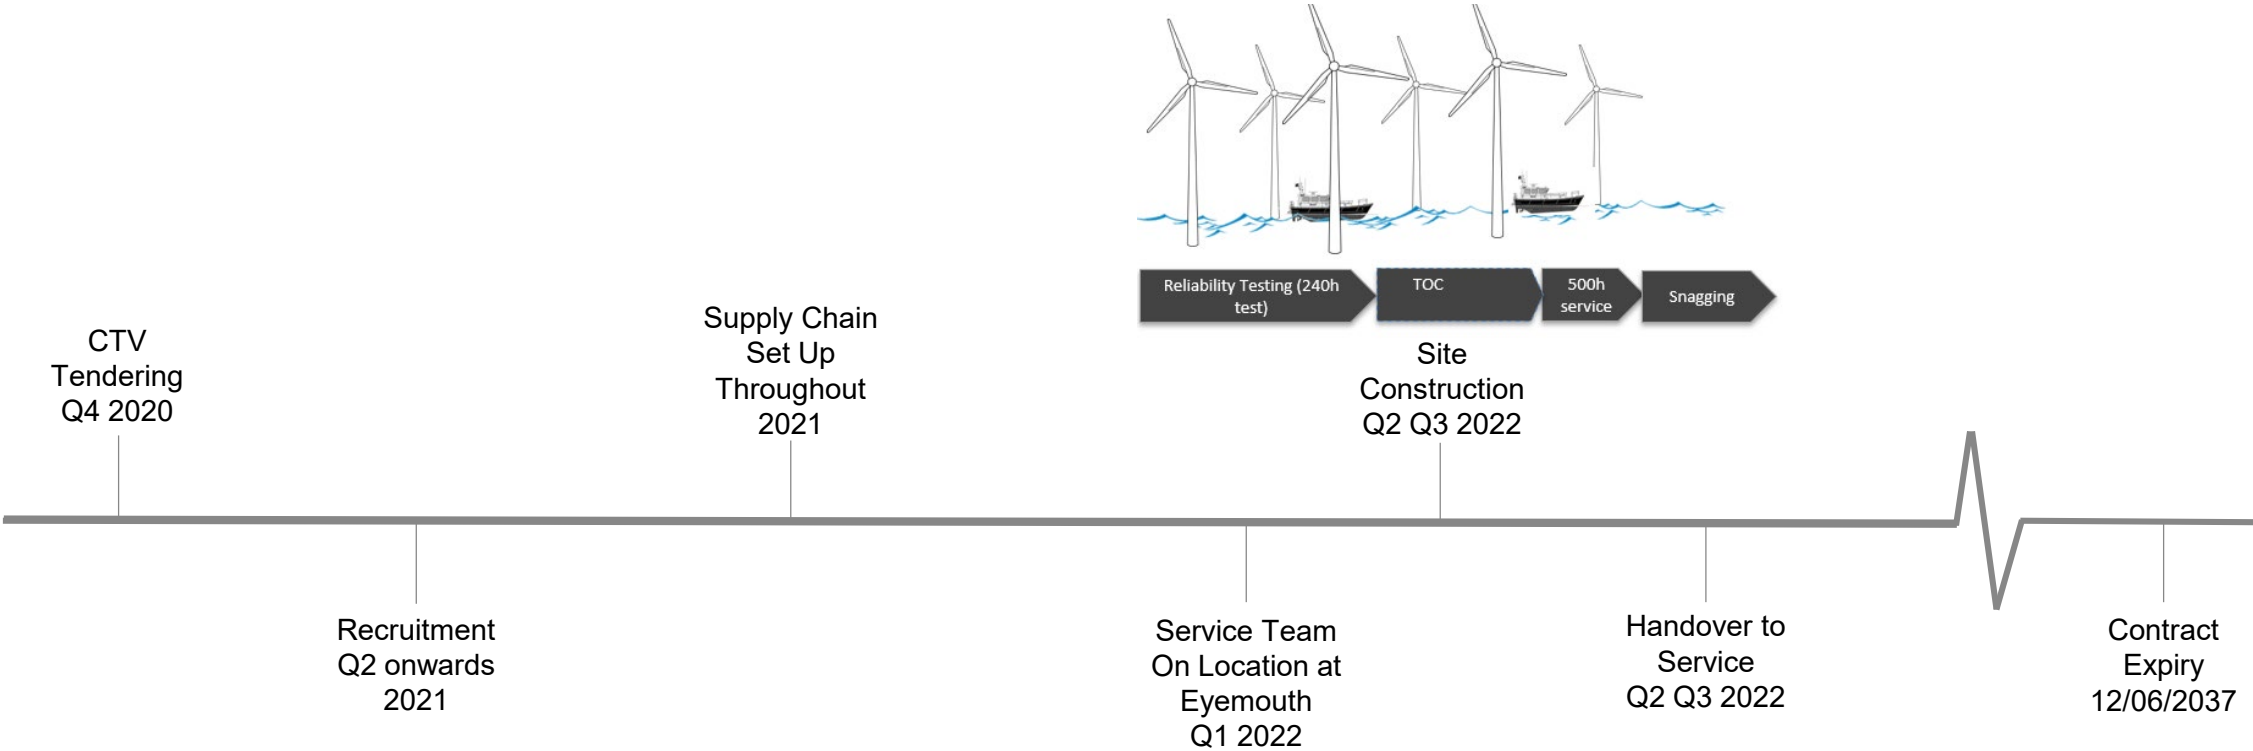 Reliability Testing (240h
test)
TOC
500h
service
Snagging
CTV
Tendering
Q4 2020
Supply Chain
Set Up
Throughout
2021
Site
Construction
Q2 Q3 2022
Recruitment
Q2 onwards
2021
Service Team
On Location at
Eyemouth
Q1 2022
Handover to
Service
Q2 Q3 2022
Contract
Expiry
12/06/2037